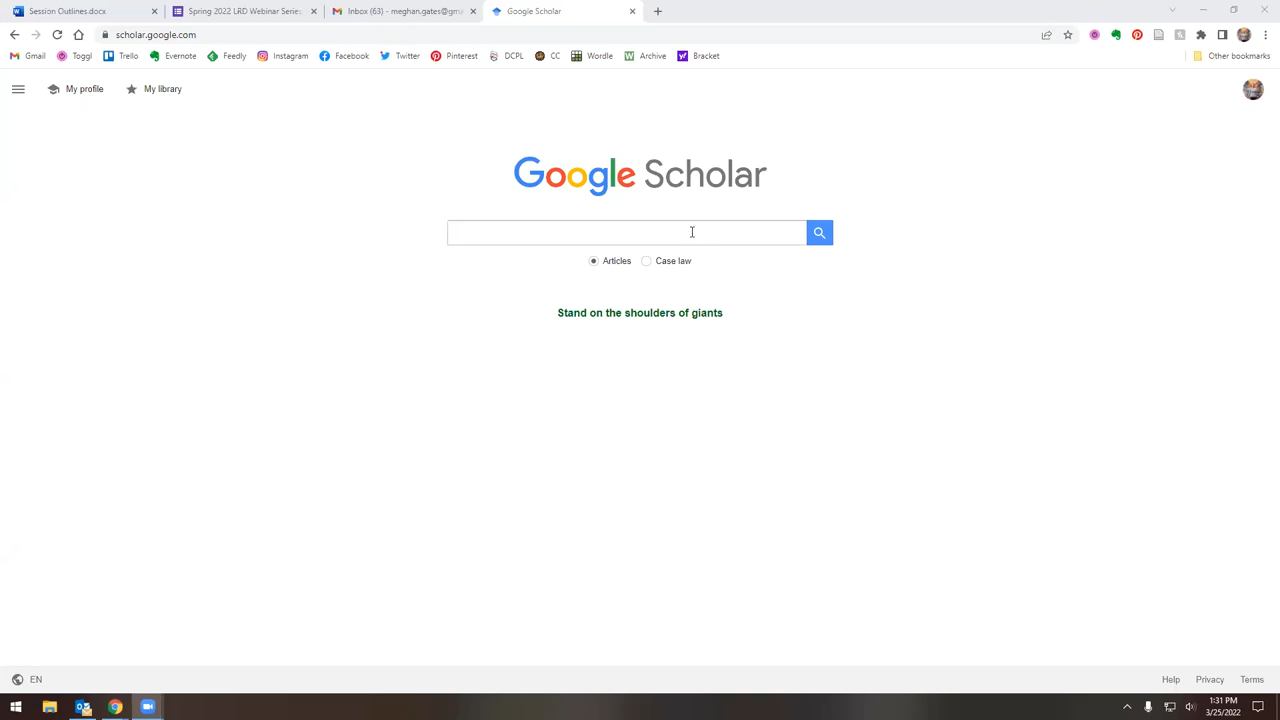 Session Outlines.docx
Spring 2022 LRD Webinar Series
Inbox (63) - meghan.gates@gma
Google Scholar
scholar.google.com
Gmail Toggl Trello Evernote Feedly Instagram Facebook Twitter Pinterest DCPL CC Wordle Archive Bracket Other bookmarks
My profile My library
Google Scholar
Articles Case law
Stand on the shoulders of giants
EN Help Privacy Terms
1:31 PM
3/25/2022